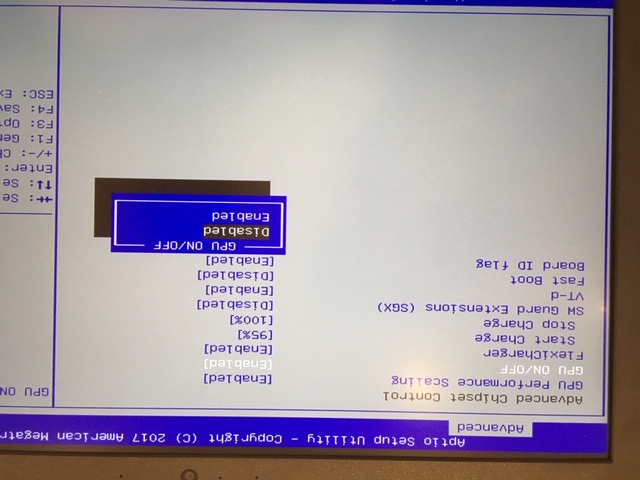 Aptio Setup Utility - Copyright (C) 2017 American
Advanced
Advanced Chipset Control
GPU Performance Scaling [Enabled]
GPU ON/OFF [Enabled]
FlexiCharger [Enabled]
Start Charge [95%]
Stop Charge [100%]
SW Guard Extensions (SGX) [Disabled]
VT-d [Enabled]
Fast Boot [Disabled]
Board ID flag [Enabled]
GPU ON/OFF
Disabled
Enabled
GPU ON
→←: Se
↑↓: Se
Enter:
+/-: C
F1: Gen
F3: Opt
F4: Sav
ESC: Ex